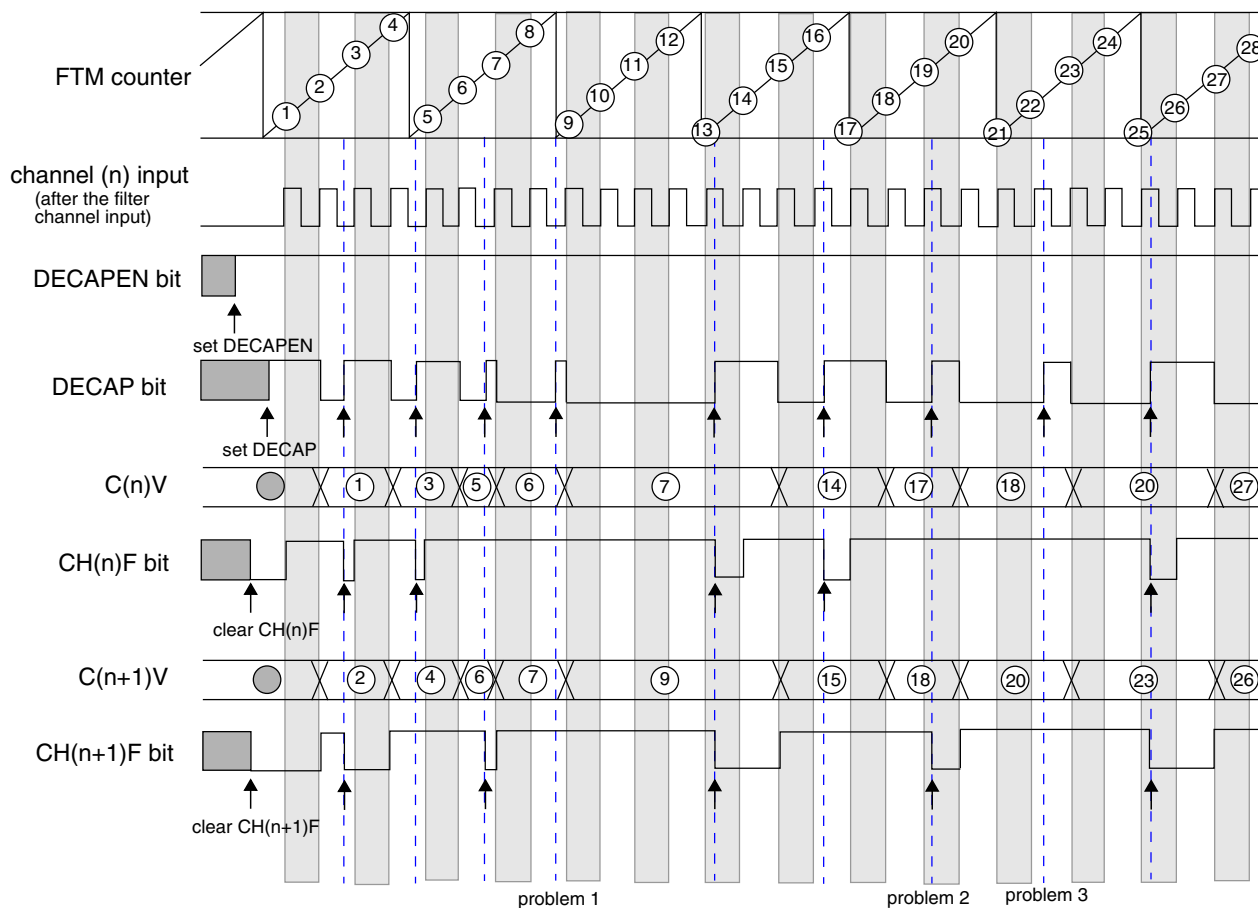 FTM counter
1 2 3 4 5 6 7 8 9 10 11 12 13 14 15 16 17 18 19 20 21 22 23 24 25 26 27 28
channel (n) input
(after the filter
channel input)
DECAPEN bit
set DECAPEN
DECAP bit
set DECAP
C(n)V
1 3 5 6 7 14 17 18 20 27
CH(n)F bit
clear CH(n)F
C(n+1)V
2 4 6 7 9 15 18 20 23 26
CH(n+1)F bit
clear CH(n+1)F
problem 1 problem 2 problem 3